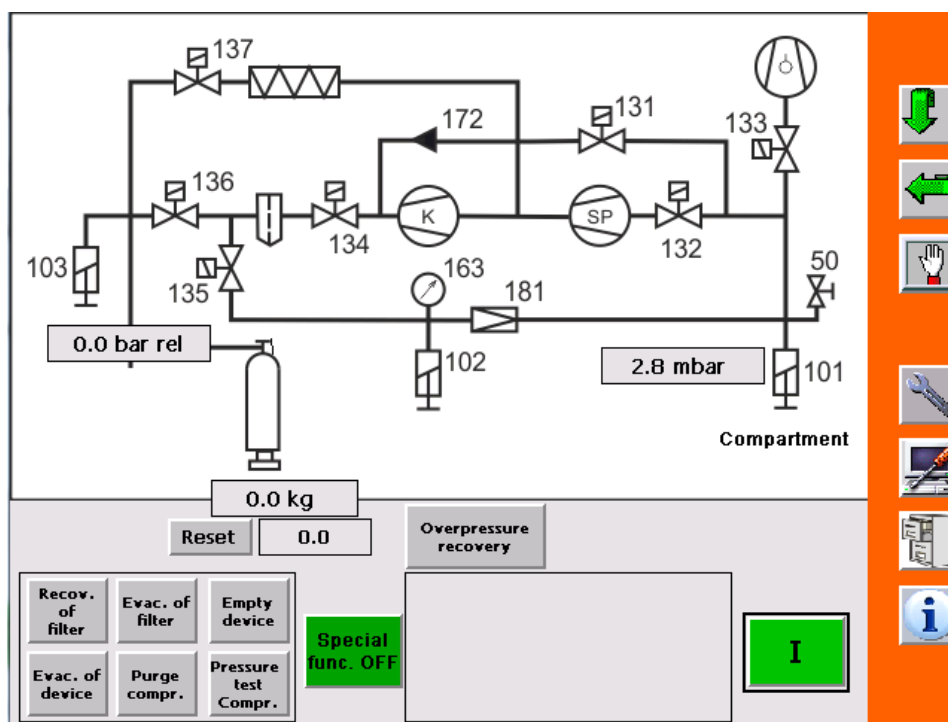 137
131
172
133
136
K
SP
134
132
103
163
50
135
181
0.0 bar rel
102
2.8 mbar
101
Compartment
0.0 kg
Reset
0.0
Overpressure
recovery
Recov.
of
filter
Evac. of
filter
Empty
device
Special
func. OFF
I
Evac. of
device
Purge
compr.
Pressure
test
Compr.
i